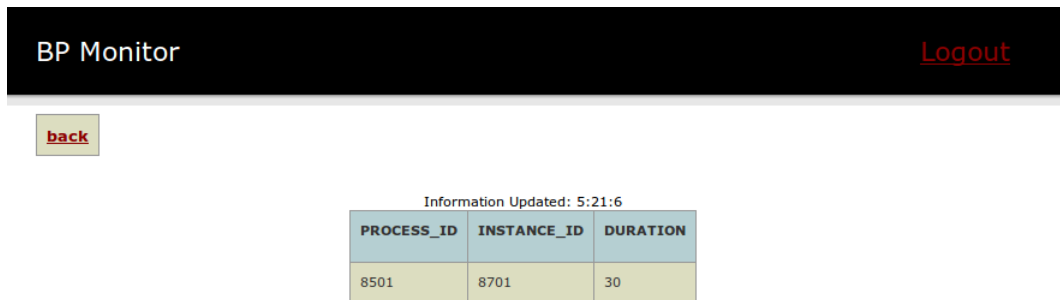 BP Monitor Logout
back
Information Updated: 5:21:6
PROCESS_ID INSTANCE_ID DURATION
8501 8701 30